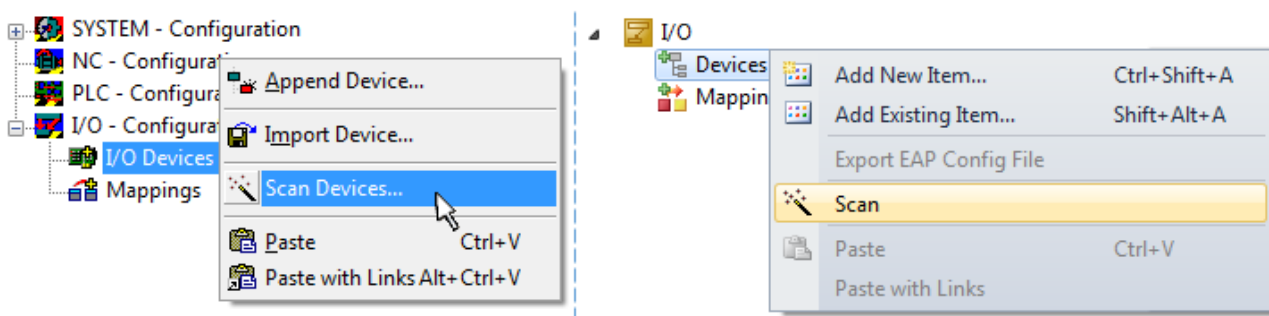 SYSTEM - Configuration
NC - Configurat
PLC - Configura
I/O - Configurat
I/O Devices
Mappings
Append Device...
Import Device...
Scan Devices...
Paste Ctrl+V
Paste with Links Alt+Ctrl+V
I/O
Devices
Mappin
Add New Item... Ctrl+Shift+A
Add Existing Item... Shift+Alt+A
Export EAP Config File
Scan
Paste Ctrl+V
Paste with Links